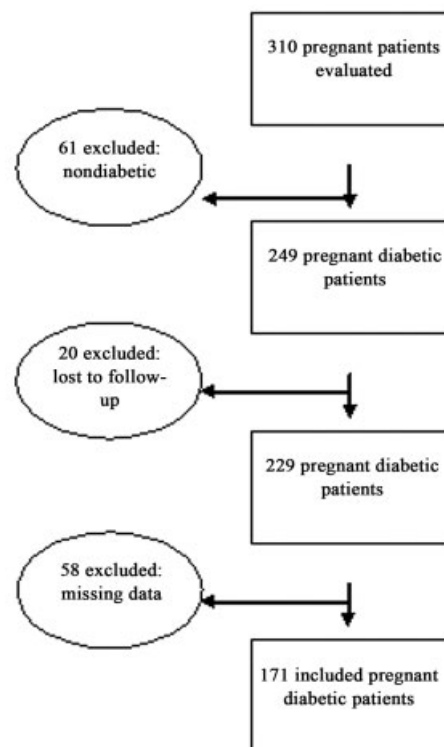 310 pregnant patients
evaluated
61 excluded:
nondiabetic
249 pregnant diabetic
patients
20 excluded:
lost to follow-
up
229 pregnant diabetic
patients
58 excluded:
missing data
171 included pregnant
diabetic patients